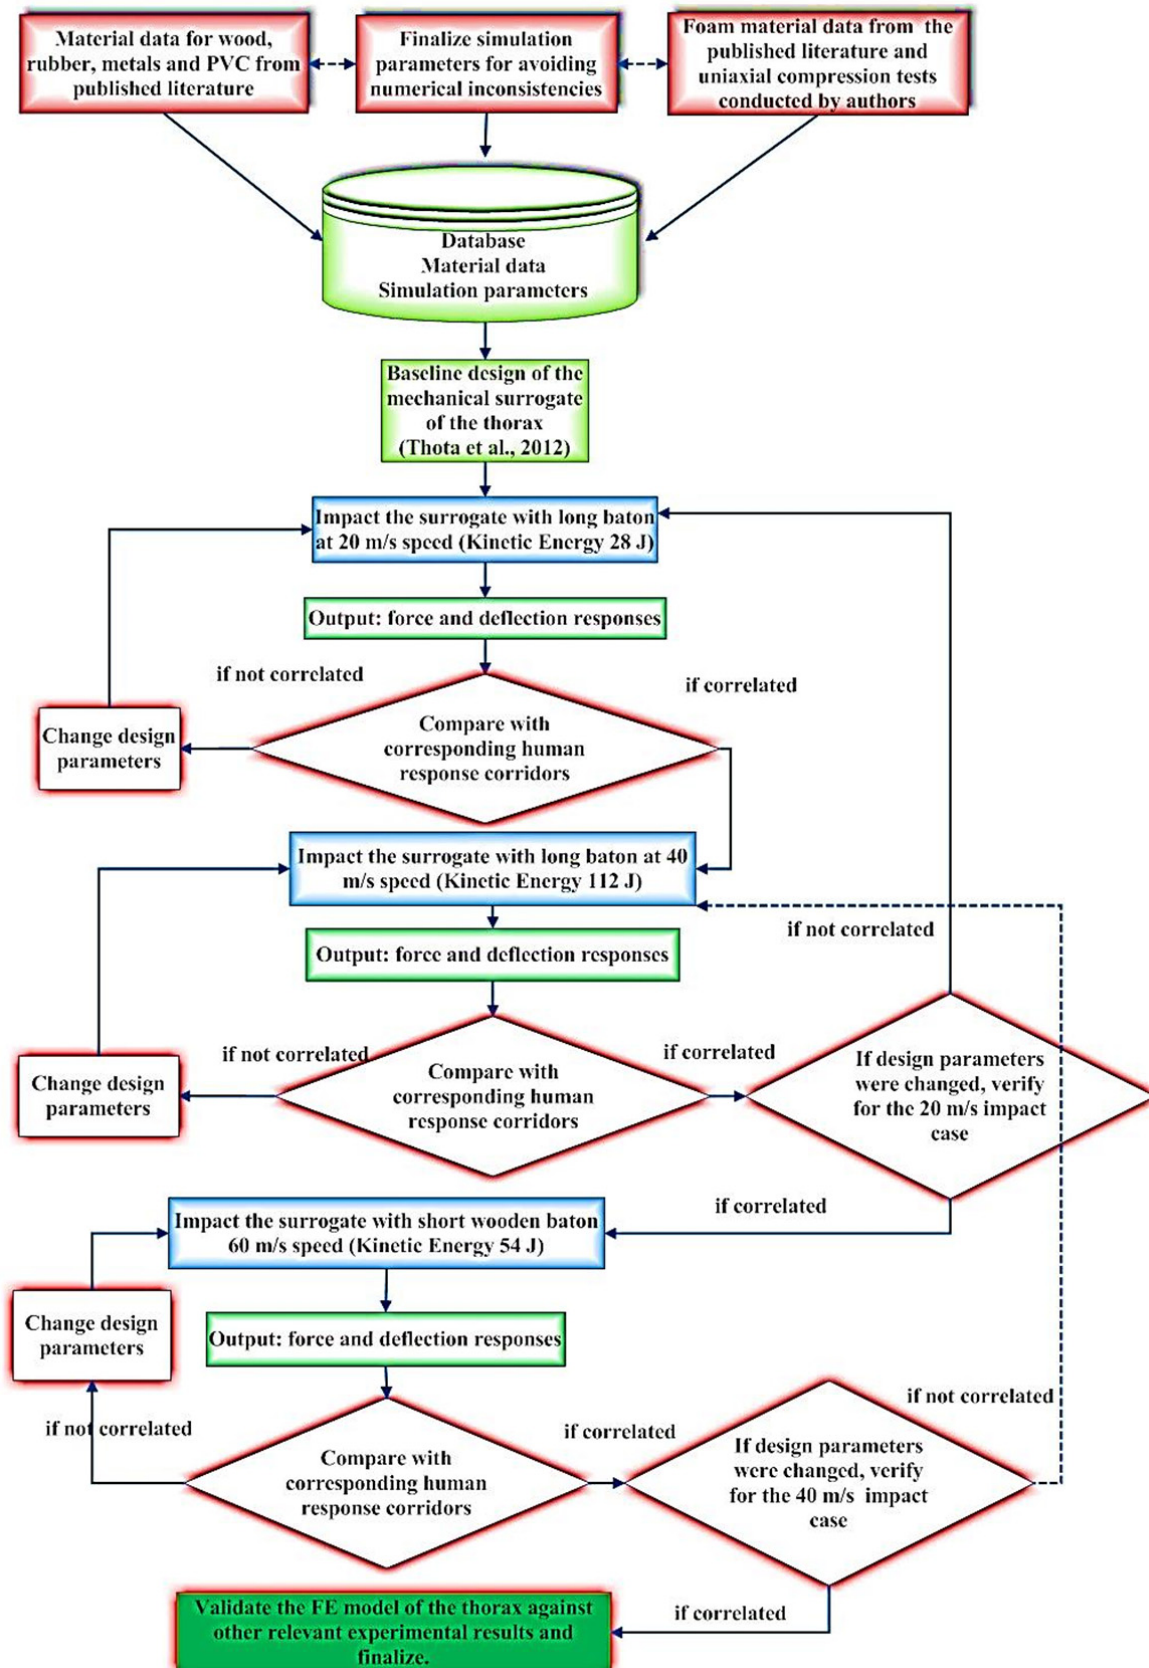 Material data for wood,
rubber, metals and PVC from
published literature
Finalize simulation
parameters for avoiding
numerical inconsistencies
Foam material data from the
published literature and
uniaxial compression tests
conducted by authors
Database
Material data
Simulation parameters
Baseline design of the
mechanical surrogate
of the thorax
(Thota et al., 2012)
Impact the surrogate with long baton
at 20 m/s speed (Kinetic Energy 28 J)
Output: force and deflection responses
if not correlated
if correlated
Change design
parameters
Compare with
corresponding human
response corridors
Impact the surrogate with long baton at 40
m/s speed (Kinetic Energy 112 J)
if not correlated
Output: force and deflection responses
if not correlated
if correlated
Change design
parameters
Compare with
corresponding human
response corridors
If design parameters
were changed, verify
for the 20 m/s impact
case
if correlated
Impact the surrogate with short wooden baton
60 m/s speed (Kinetic Energy 54 J)
Change design
parameters
Output: force and deflection responses
if not correlated
if not correlated
if correlated
Compare with
corresponding human
response corridors
If design parameters
were changed, verify
for the 40 m/s impact
case
if correlated
Validate the FE model of the thorax against
other relevant experimental results and
finalize.